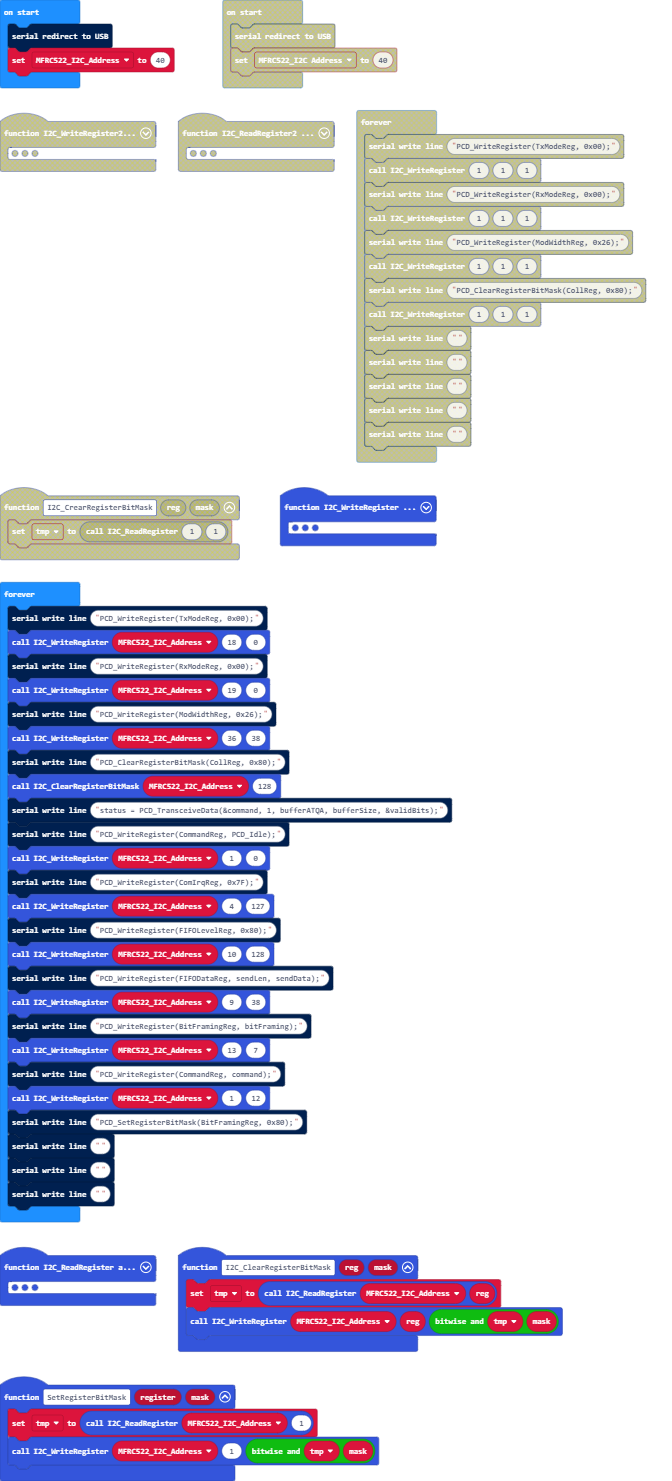 on start
serial redirect to USB
set MFRC522_I2C_Address to 40
on start
serial redirect to USB
set MFRC522_I2C Address to 40
function I2C_WriteRegister2...
function I2C_ReadRegister2 ...
forever
serial write line "PCD_WriteRegister(TxModeReg, 0x00);"
call I2C_WriteRegister 1 1 1
serial write line "PCD_WriteRegister(RxModeReg, 0x00);"
call I2C_WriteRegister 1 1 1
serial write line "PCD_WriteRegister(ModWidthReg, 0x26);"
call I2C_WriteRegister 1 1 1
serial write line "PCD_ClearRegisterBitMask(CollReg, 0x80);"
call I2C_WriteRegister 1 1 1
serial write line " "
serial write line " "
serial write line " "
serial write line " "
serial write line " "
function I2C_CrearRegisterBitMask reg mask
set tmp to call I2C_ReadRegister 1 1
function I2C_WriteRegister ...
forever
serial write line "PCD_WriteRegister(TxModeReg, 0x00);"
call I2C_WriteRegister MFRC522_I2C_Address 18 0
serial write line "PCD_WriteRegister(RxModeReg, 0x00);"
call I2C_WriteRegister MFRC522_I2C_Address 19 0
serial write line "PCD_WriteRegister(ModWidthReg, 0x26);"
call I2C_WriteRegister MFRC522_I2C_Address 36 38
serial write line "PCD_ClearRegisterBitMask(CollReg, 0x80);"
call I2C_ClearRegisterBitMask MFRC522_I2C_Address 128
serial write line "status = PCD_TransceiveData(&command, 1, bufferATQA, bufferSize, &validBits);"
serial write line "PCD_WriteRegister(CommandReg, PCD_Idle);"
call I2C_WriteRegister MFRC522_I2C_Address 1 0
serial write line "PCD_WriteRegister(ComIrqReg, 0x7F);"
call I2C_WriteRegister MFRC522_I2C_Address 4 127
serial write line "PCD_WriteRegister(FIFOLevelReg, 0x80);"
call I2C_WriteRegister MFRC522_I2C_Address 10 128
serial write line "PCD_WriteRegister(FIFODataReg, sendLen, sendData);"
call I2C_WriteRegister MFRC522_I2C_Address 9 38
serial write line "PCD_WriteRegister(BitFramingReg, bitFraming);"
call I2C_WriteRegister MFRC522_I2C_Address 13 7
serial write line "PCD_WriteRegister(CommandReg, command);"
call I2C_WriteRegister MFRC522_I2C_Address 1 12
serial write line "PCD_SetRegisterBitMask(BitFramingReg, 0x80);"
serial write line " "
serial write line " "
serial write line " "
function I2C_ReadRegister a...
function I2C_ClearRegisterBitMask reg mask
set tmp to call I2C_ReadRegister MFRC522_I2C_Address reg
call I2C_WriteRegister MFRC522_I2C_Address reg bitwise and tmp mask
function SetRegisterBitMask register mask
set tmp to call I2C_ReadRegister MFRC522_I2C_Address 1
call I2C_WriteRegister MFRC522_I2C_Address 1 bitwise and tmp mask